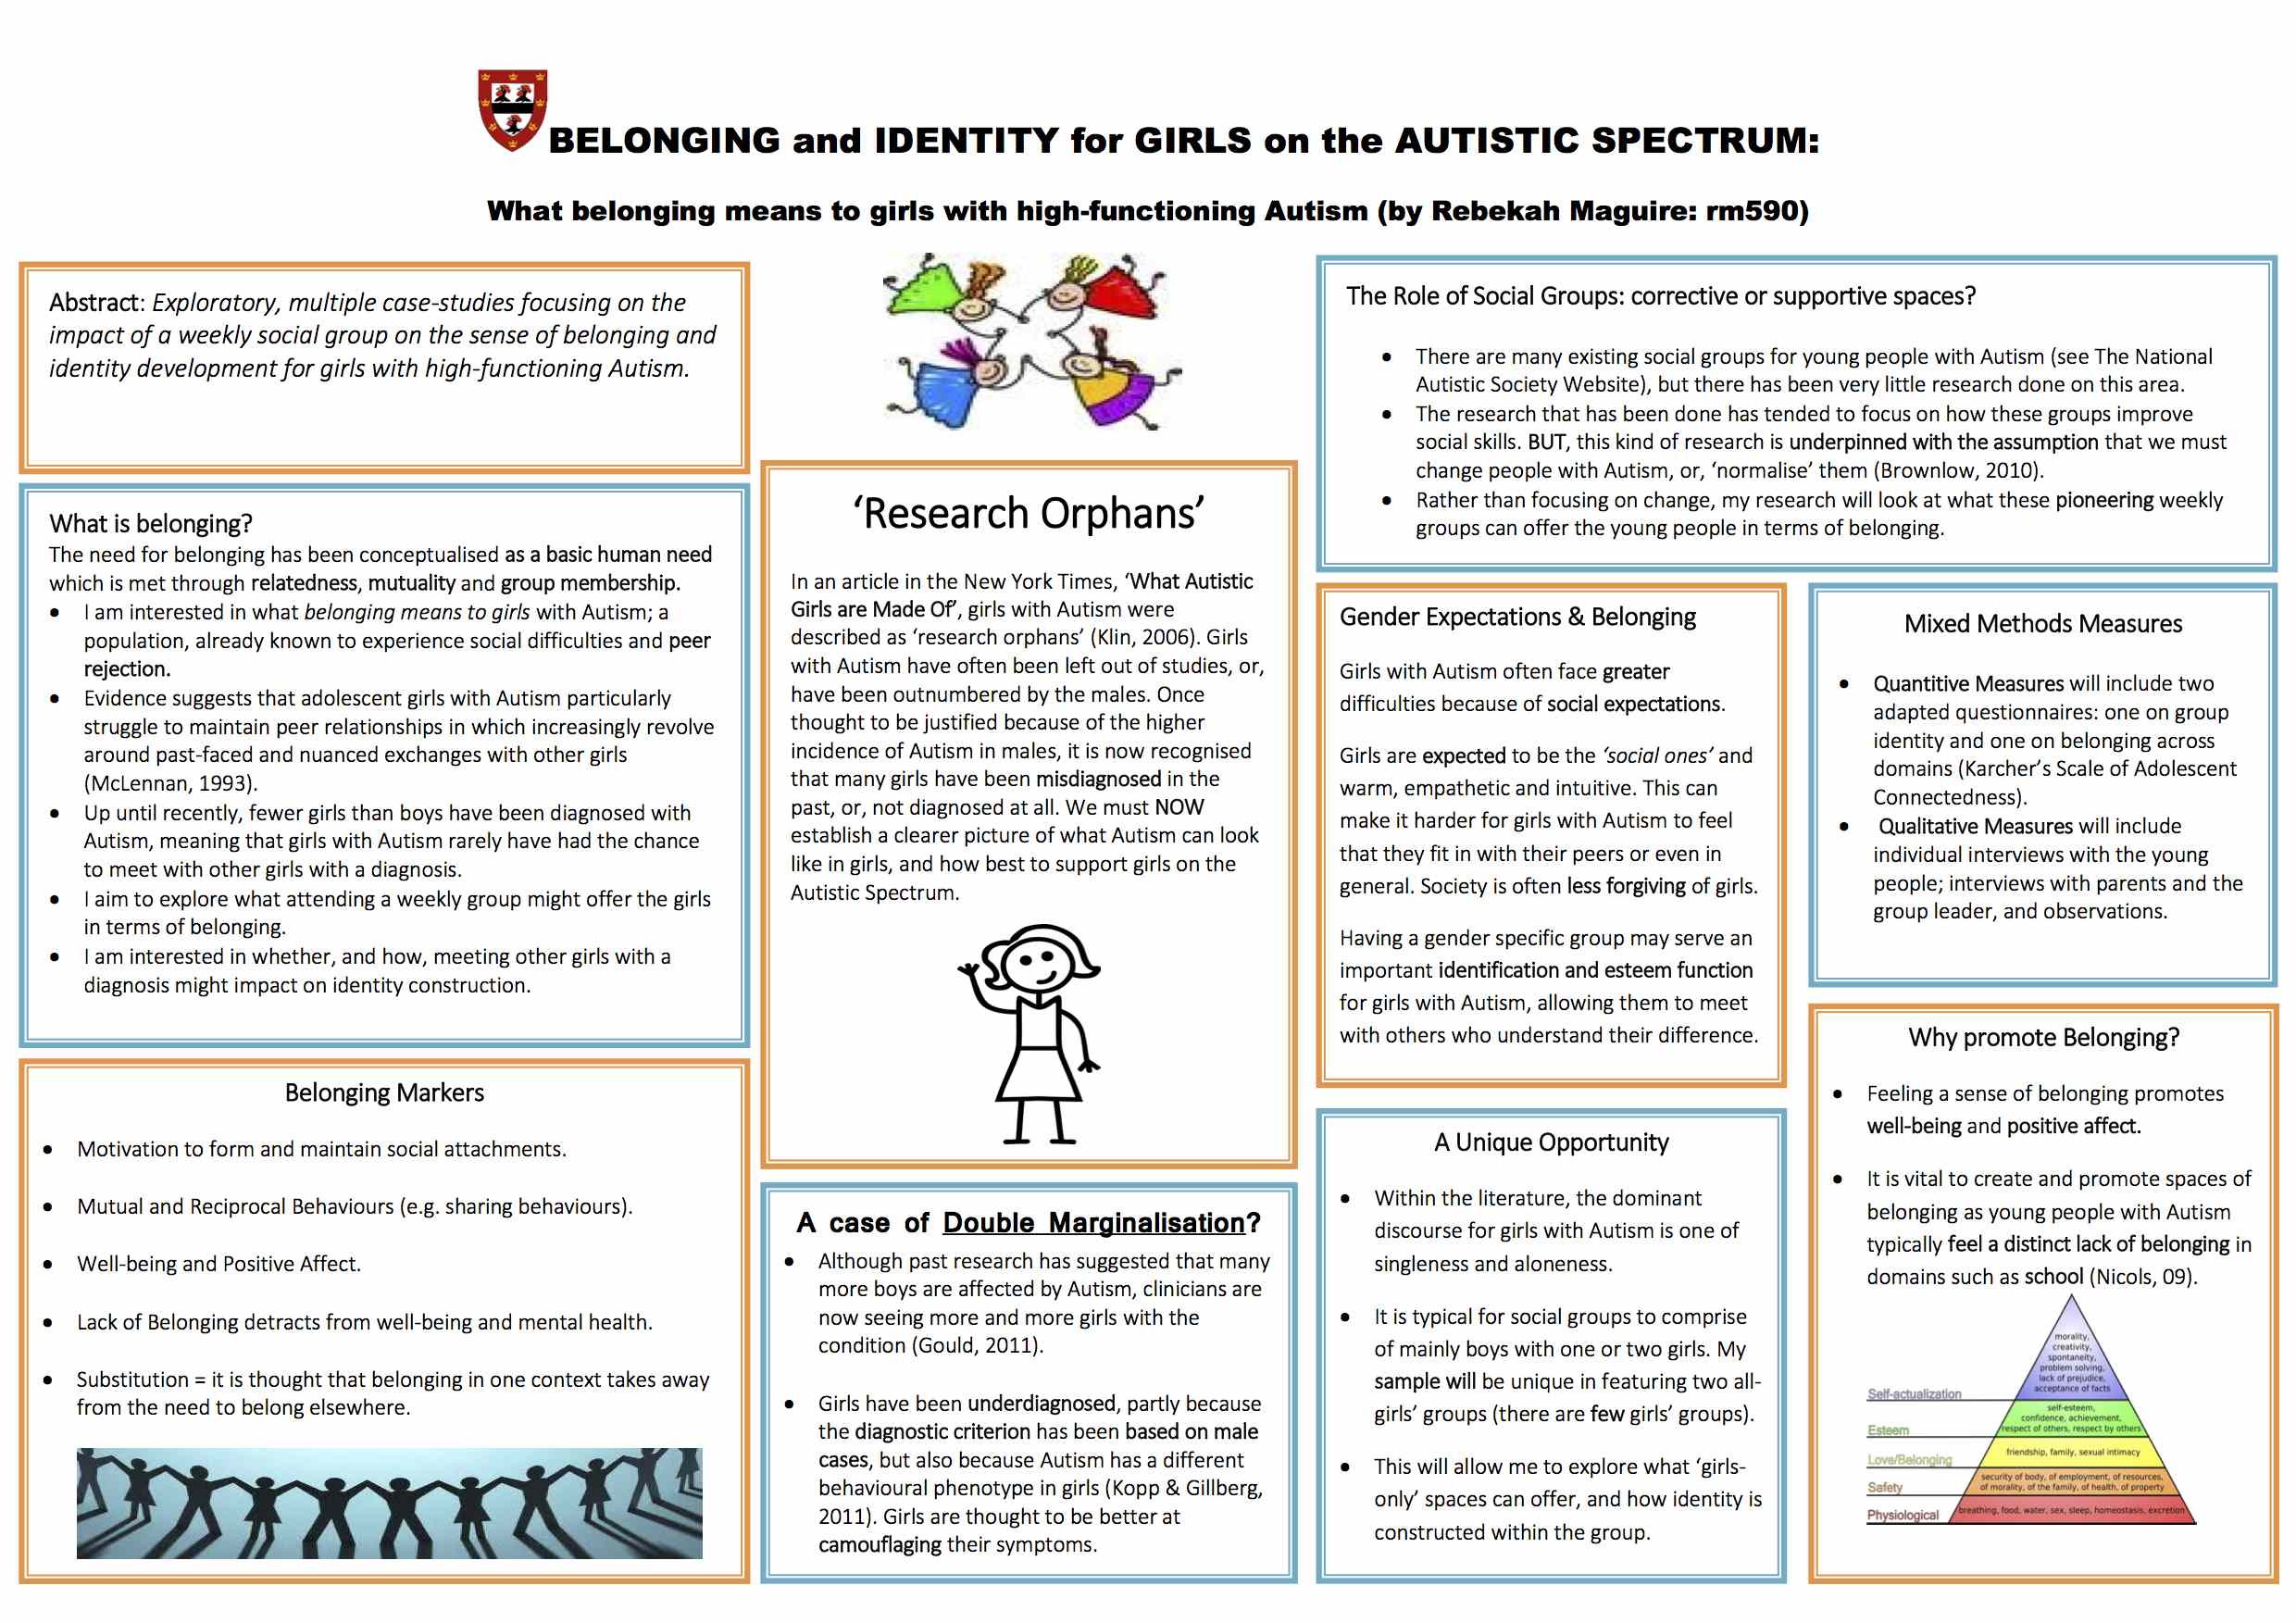 BELONGING and IDENTITY for GIRLS on the AUTISTIC SPECTRUM:
What belonging means to girls with high-functioning Autism (by Rebekah Maguire: rm590)
Abstract: Exploratory, multiple case-studies focusing on the
impact of a weekly social group on the sense of belonging and
identity development for girls with high-functioning Autism.
What is belonging?
The need for belonging has been conceptualised as a basic human need
which is met through relatedness, mutuality and group membership.
• I am interested in what belonging means to girls with Autism; a
population, already known to experience social difficulties and peer
rejection.
• Evidence suggests that adolescent girls with Autism particularly
struggle to maintain peer relationships in which increasingly revolve
around past-faced and nuanced exchanges with other girls
(McLennan, 1993).
• Up until recently, fewer girls than boys have been diagnosed with
Autism, meaning that girls with Autism rarely have had the chance
to meet with other girls with a diagnosis.
• I aim to explore what attending a weekly group might offer the girls
in terms of belonging.
• I am interested in whether, and how, meeting other girls with a
diagnosis might impact on identity construction.
Belonging Markers
• Motivation to form and maintain social attachments.
• Mutual and Reciprocal Behaviours (e.g. sharing behaviours).
• Well-being and Positive Affect.
• Lack of Belonging detracts from well-being and mental health.
• Substitution = it is thought that belonging in one context takes away
from the need to belong elsewhere.
‘Research Orphans’
In an article in the New York Times, ‘What Autistic
Girls are Made Of’, girls with Autism were
described as ‘research orphans’ (Klin, 2006). Girls
with Autism have often been left out of studies, or,
have been outnumbered by the males. Once
thought to be justified because of the higher
incidence of Autism in males, it is now recognised
that many girls have been misdiagnosed in the
past, or, not diagnosed at all. We must NOW
establish a clearer picture of what Autism can look
like in girls, and how best to support girls on the
Autistic Spectrum.
A case of Double Marginalisation?
• Although past research has suggested that many
more boys are affected by Autism, clinicians are
now seeing more and more girls with the
condition (Gould, 2011).
• Girls have been underdiagnosed, partly because
the diagnostic criterion has been based on male
cases, but also because Autism has a different
behavioural phenotype in girls (Kopp & Gillberg,
2011). Girls are thought to be better at
camouflaging their symptoms.
The Role of Social Groups: corrective or supportive spaces?
• There are many existing social groups for young people with Autism (see The National
Autistic Society Website), but there has been very little research done on this area.
• The research that has been done has tended to focus on how these groups improve
social skills. BUT, this kind of research is underpinned with the assumption that we must
change people with Autism, or, ‘normalise’ them (Brownlow, 2010).
• Rather than focusing on change, my research will look at what these pioneering weekly
groups can offer the young people in terms of belonging.
Gender Expectations & Belonging
Girls with Autism often face greater
difficulties because of social expectations.
Girls are expected to be the ‘social ones’ and
warm, empathetic and intuitive. This can
make it harder for girls with Autism to feel
that they fit in with their peers or even in
general. Society is often less forgiving of girls.
Having a gender specific group may serve an
important identification and esteem function
for girls with Autism, allowing them to meet
with others who understand their difference.
A Unique Opportunity
• Within the literature, the dominant
discourse for girls with Autism is one of
singleness and aloneness.
• It is typical for social groups to comprise
of mainly boys with one or two girls. My
sample will be unique in featuring two all-
girls’ groups (there are few girls’ groups).
• This will allow me to explore what ‘girls-
only’ spaces can offer, and how identity is
constructed within the group.
Mixed Methods Measures
• Quantitive Measures will include two
adapted questionnaires: one on group
identity and one on belonging across
domains (Karcher’s Scale of Adolescent
Connectedness).
• Qualitative Measures will include
individual interviews with the young
people; interviews with parents and the
group leader, and observations.
Why promote Belonging?
• Feeling a sense of belonging promotes
well-being and positive affect.
• It is vital to create and promote spaces of
belonging as young people with Autism
typically feel a distinct lack of belonging in
domains such as school (Nicols, 09).
morality,
creativity,
spontaneity,
problem solving,
lack of prejudice,
acceptance of facts
Self-actualization
self-esteem,
confidence, achievement,
respect of others, respect by others
Esteem
friendship, family, sexual intimacy
Love/Belonging
security of body, of employment, of resources,
of morality, of the family, of health, of property
Safety
breathing, food, water, sex, sleep, homeostasis, excretion
Physiological